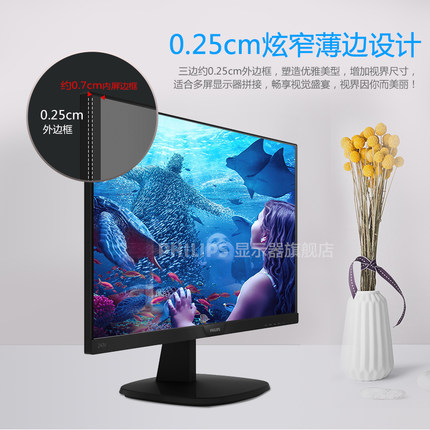 0.25cm炫窄薄边设计
三边约0.25cm外边框，塑造优雅美型，增加视界尺寸，
适合多屏显示器拼接，畅享视觉盛宴，视界因你而美丽！
约0.7cm内屏边框
0.25cm
外边框
PHILIPS 显示器旗舰店
PHILIPS